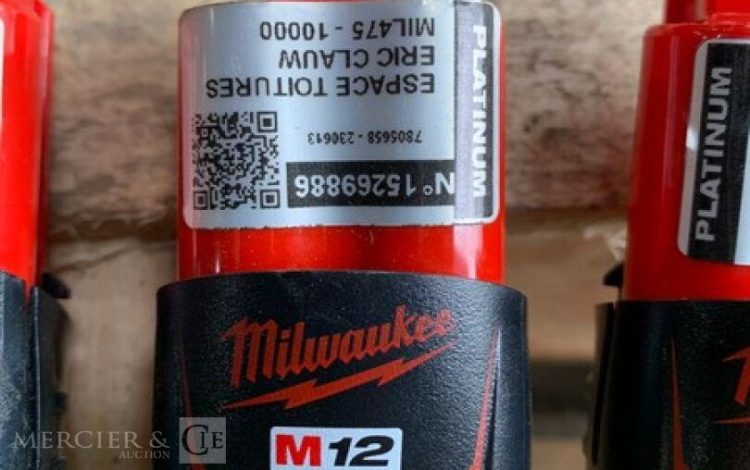 N° 15269886
7805658 - 230613
ESPACE TOITURES
ERIC CLAUW
MIL475 - 10000
PLATINUM
PLATINUM
Milwaukee
M12
MERCIER & CIE
AUCTION